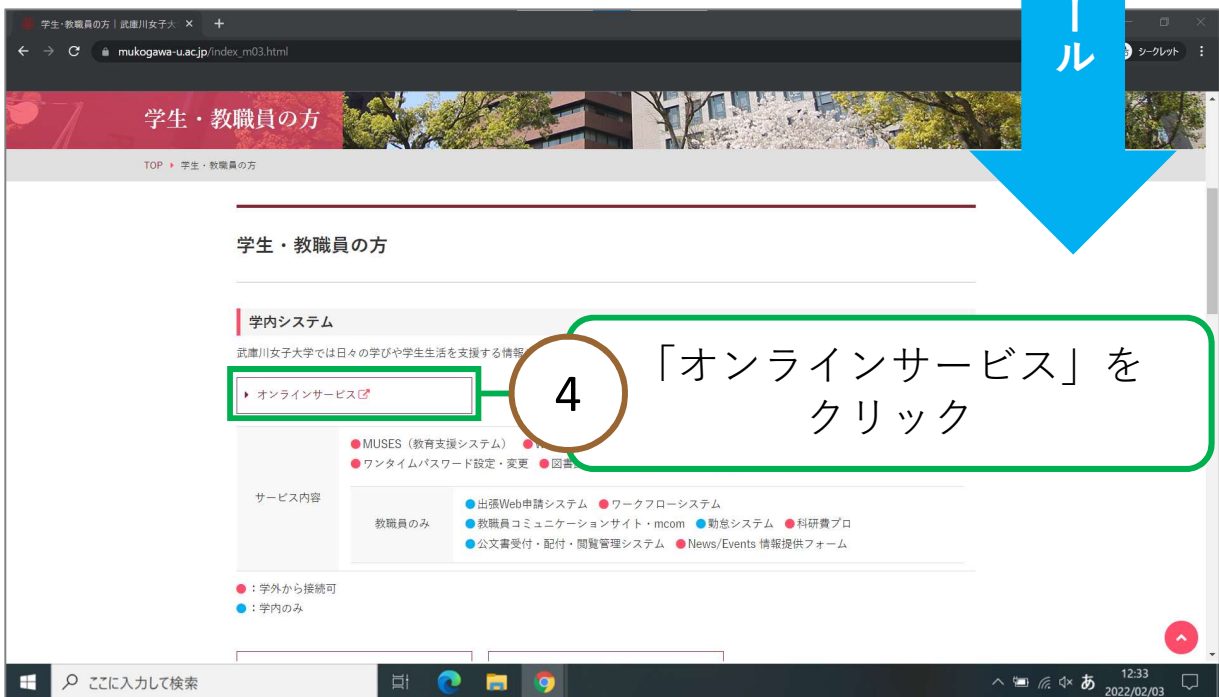 学生・教職員の方｜武庫川女子大
mukogawa-u.ac.jp/index_m03.html
シークレット
ール
学生・教職員の方
TOP 学生・教職員の方
学生・教職員の方
学内システム
武庫川女子大学では日々の学びや学生生活を支援する情報
オンラインサービス
4
「オンラインサービス」を
クリック
サービス内容
●MUSES（教育支援システム） ●
●ワンタイムパスワード設定・変更 ●図書
教職員のみ
●出張Web申請システム ●ワークフローシステム
●教職員コミュニケーションサイト・mcom ●勤怠システム ●科研費プロ
●公文書受付・配付・閲覧管理システム ●News/Events 情報提供フォーム
●：学外から接続可
●：学内のみ
ここに入力して検索
あ
12:33
2022/02/03